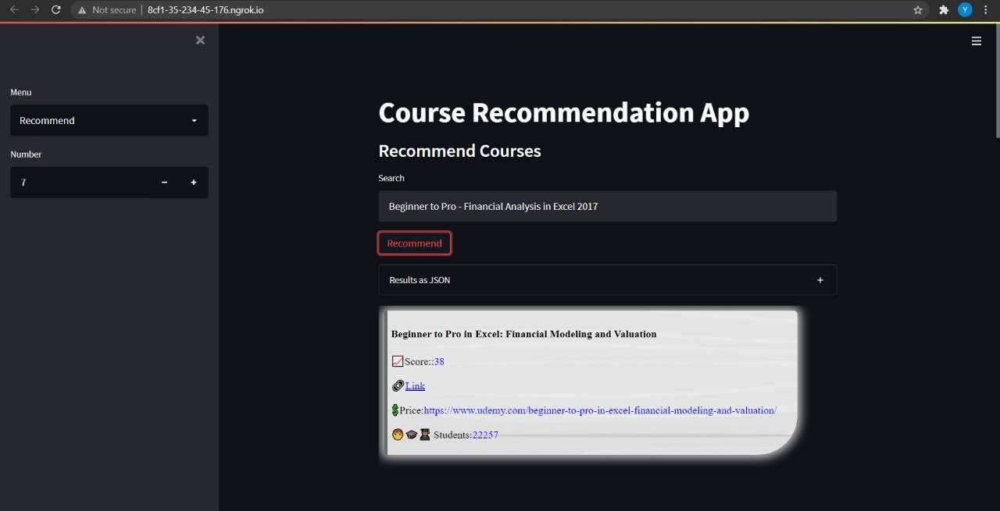 Not secure | 8cf1-35-234-45-176.ngrok.io
Y
Menu
Recommend
Number
7
Course Recommendation App
Recommend Courses
Search
Beginner to Pro - Financial Analysis in Excel 2017
Recommend
Results as JSON
Beginner to Pro in Excel: Financial Modeling and Valuation
📈Score::38
🔗Link
💲Price:https://www.udemy.com/beginner-to-pro-in-excel-financial-modeling-and-valuation/
🧑🎓👨🏽‍🎓 Students:22257